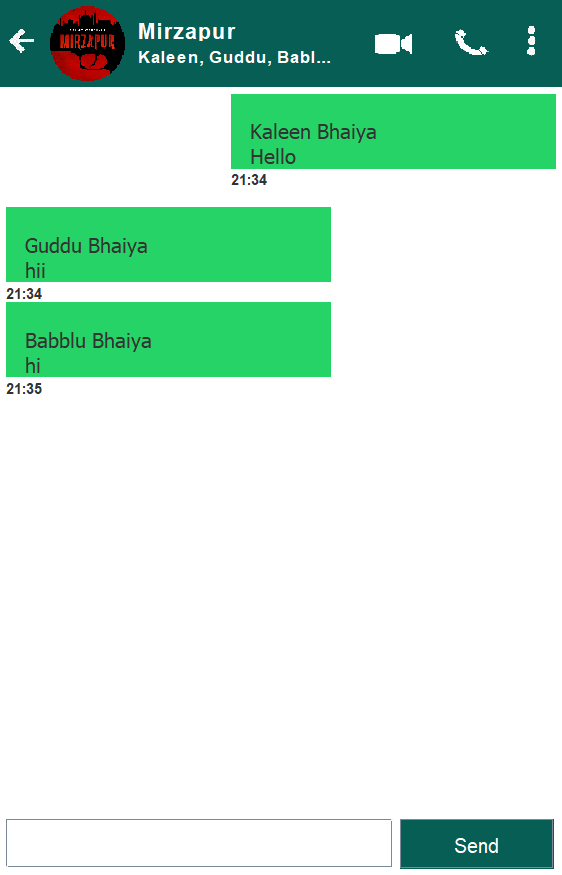 Mirzapur
Kaleen, Guddu, Babl...
MIRZAPUR
Kaleen Bhaiya
Hello
21:34
Guddu Bhaiya
hii
21:34
Babblu Bhaiya
hi
21:35
Send